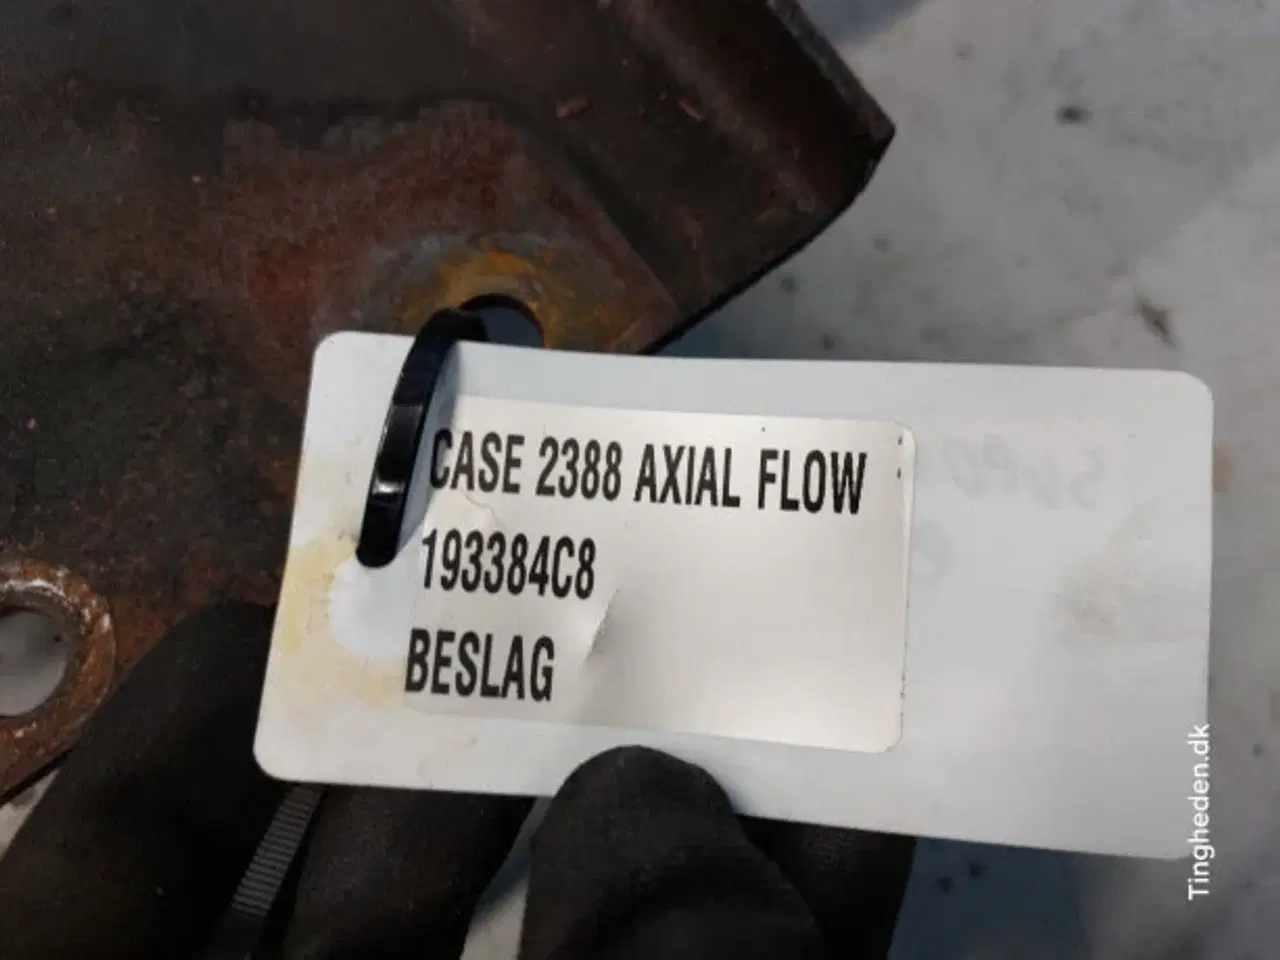 CASE 2388 AXIAL FLOW
193384C8
BESLAG
Tingheden.dk